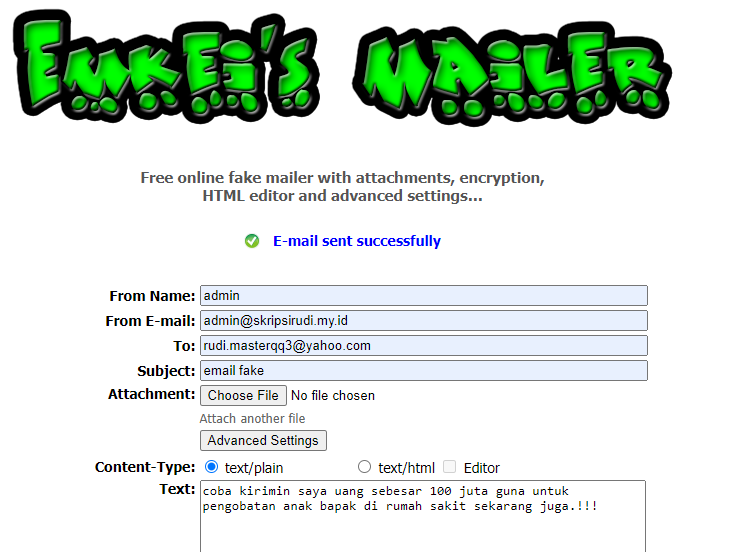 EMKEI'S MAILER
Free online fake mailer with attachments, encryption,
HTML editor and advanced settings...
E-mail sent successfully
From Name: admin
From E-mail: admin@skripsirudi.my.id
To: rudi.masterqq3@yahoo.com
Subject: email fake
Attachment: Choose File No file chosen
Attach another file
Advanced Settings
Content-Type: text/plain text/html Editor
Text: coba kirimin saya uang sebesar 100 juta guna untuk
pengobatan anak bapak di rumah sakit sekarang juga.!!!